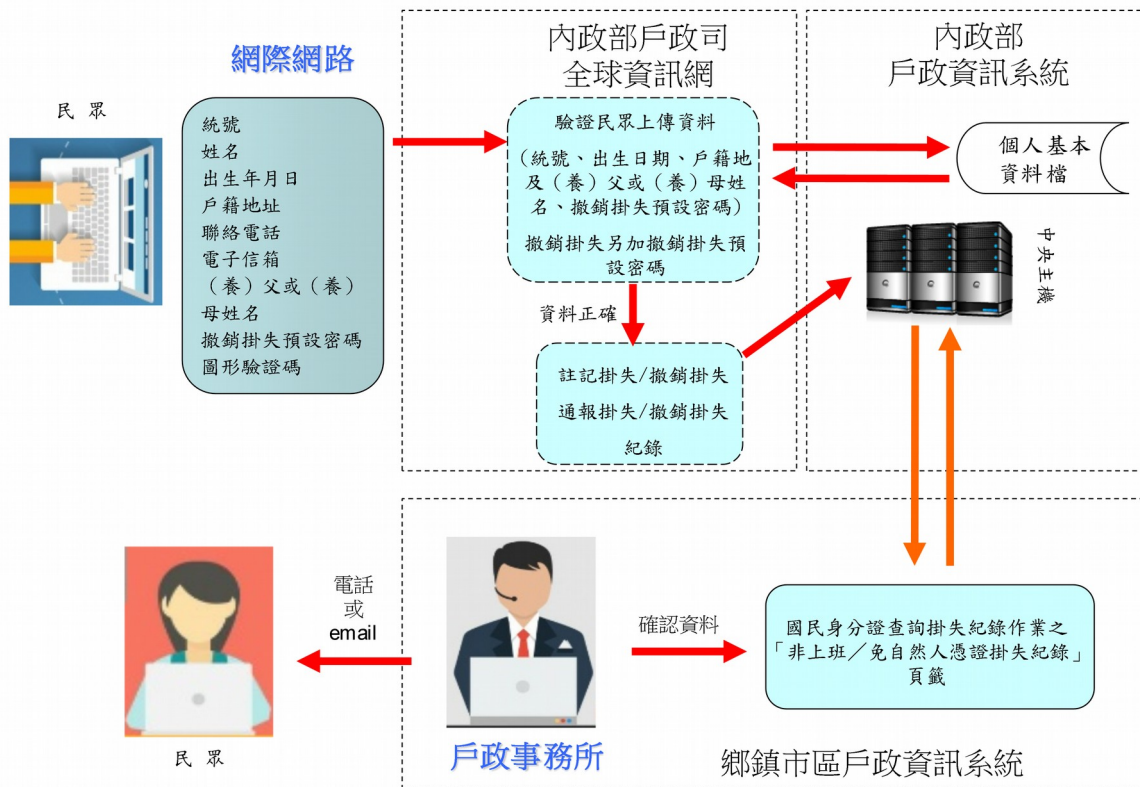 網際網路
民 眾
統號
姓名
出生年月日
戶籍地址
聯絡電話
電子信箱
（養）父或（養）
母姓名
撤銷掛失預設密碼
圖形驗證碼
內政部戶政司
全球資訊網
驗證民眾上傳資料
（統號、出生日期、戶籍地
及（養）父或（養）母姓
名、撤銷掛失預設密碼）
撤銷掛失另加撤銷掛失預
設密碼
資料正確
註記掛失/撤銷掛失
通報掛失/撤銷掛失
紀錄
內政部
戶政資訊系統
個人基本
資料檔
中央主機
電話
或
email
民 眾
戶政事務所
確認資料
國民身分證查詢掛失紀錄作業之
「非上班／免自然人憑證掛失紀錄」
頁籤
鄉鎮市區戶政資訊系統